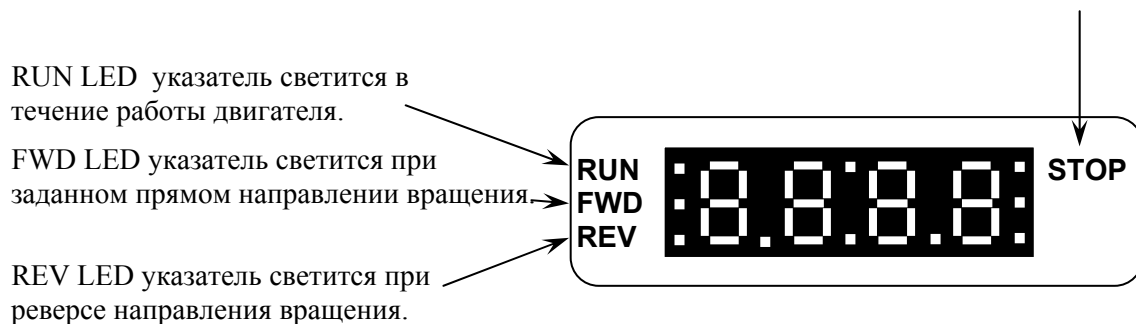 RUN LED указатель светится в
течение работы двигателя.
FWD LED указатель светится при
заданном прямом направлении вращения.
REV LED указатель светится при
реверсе направления вращения.
RUN 8.8:8.8 STOP
FWD
REV